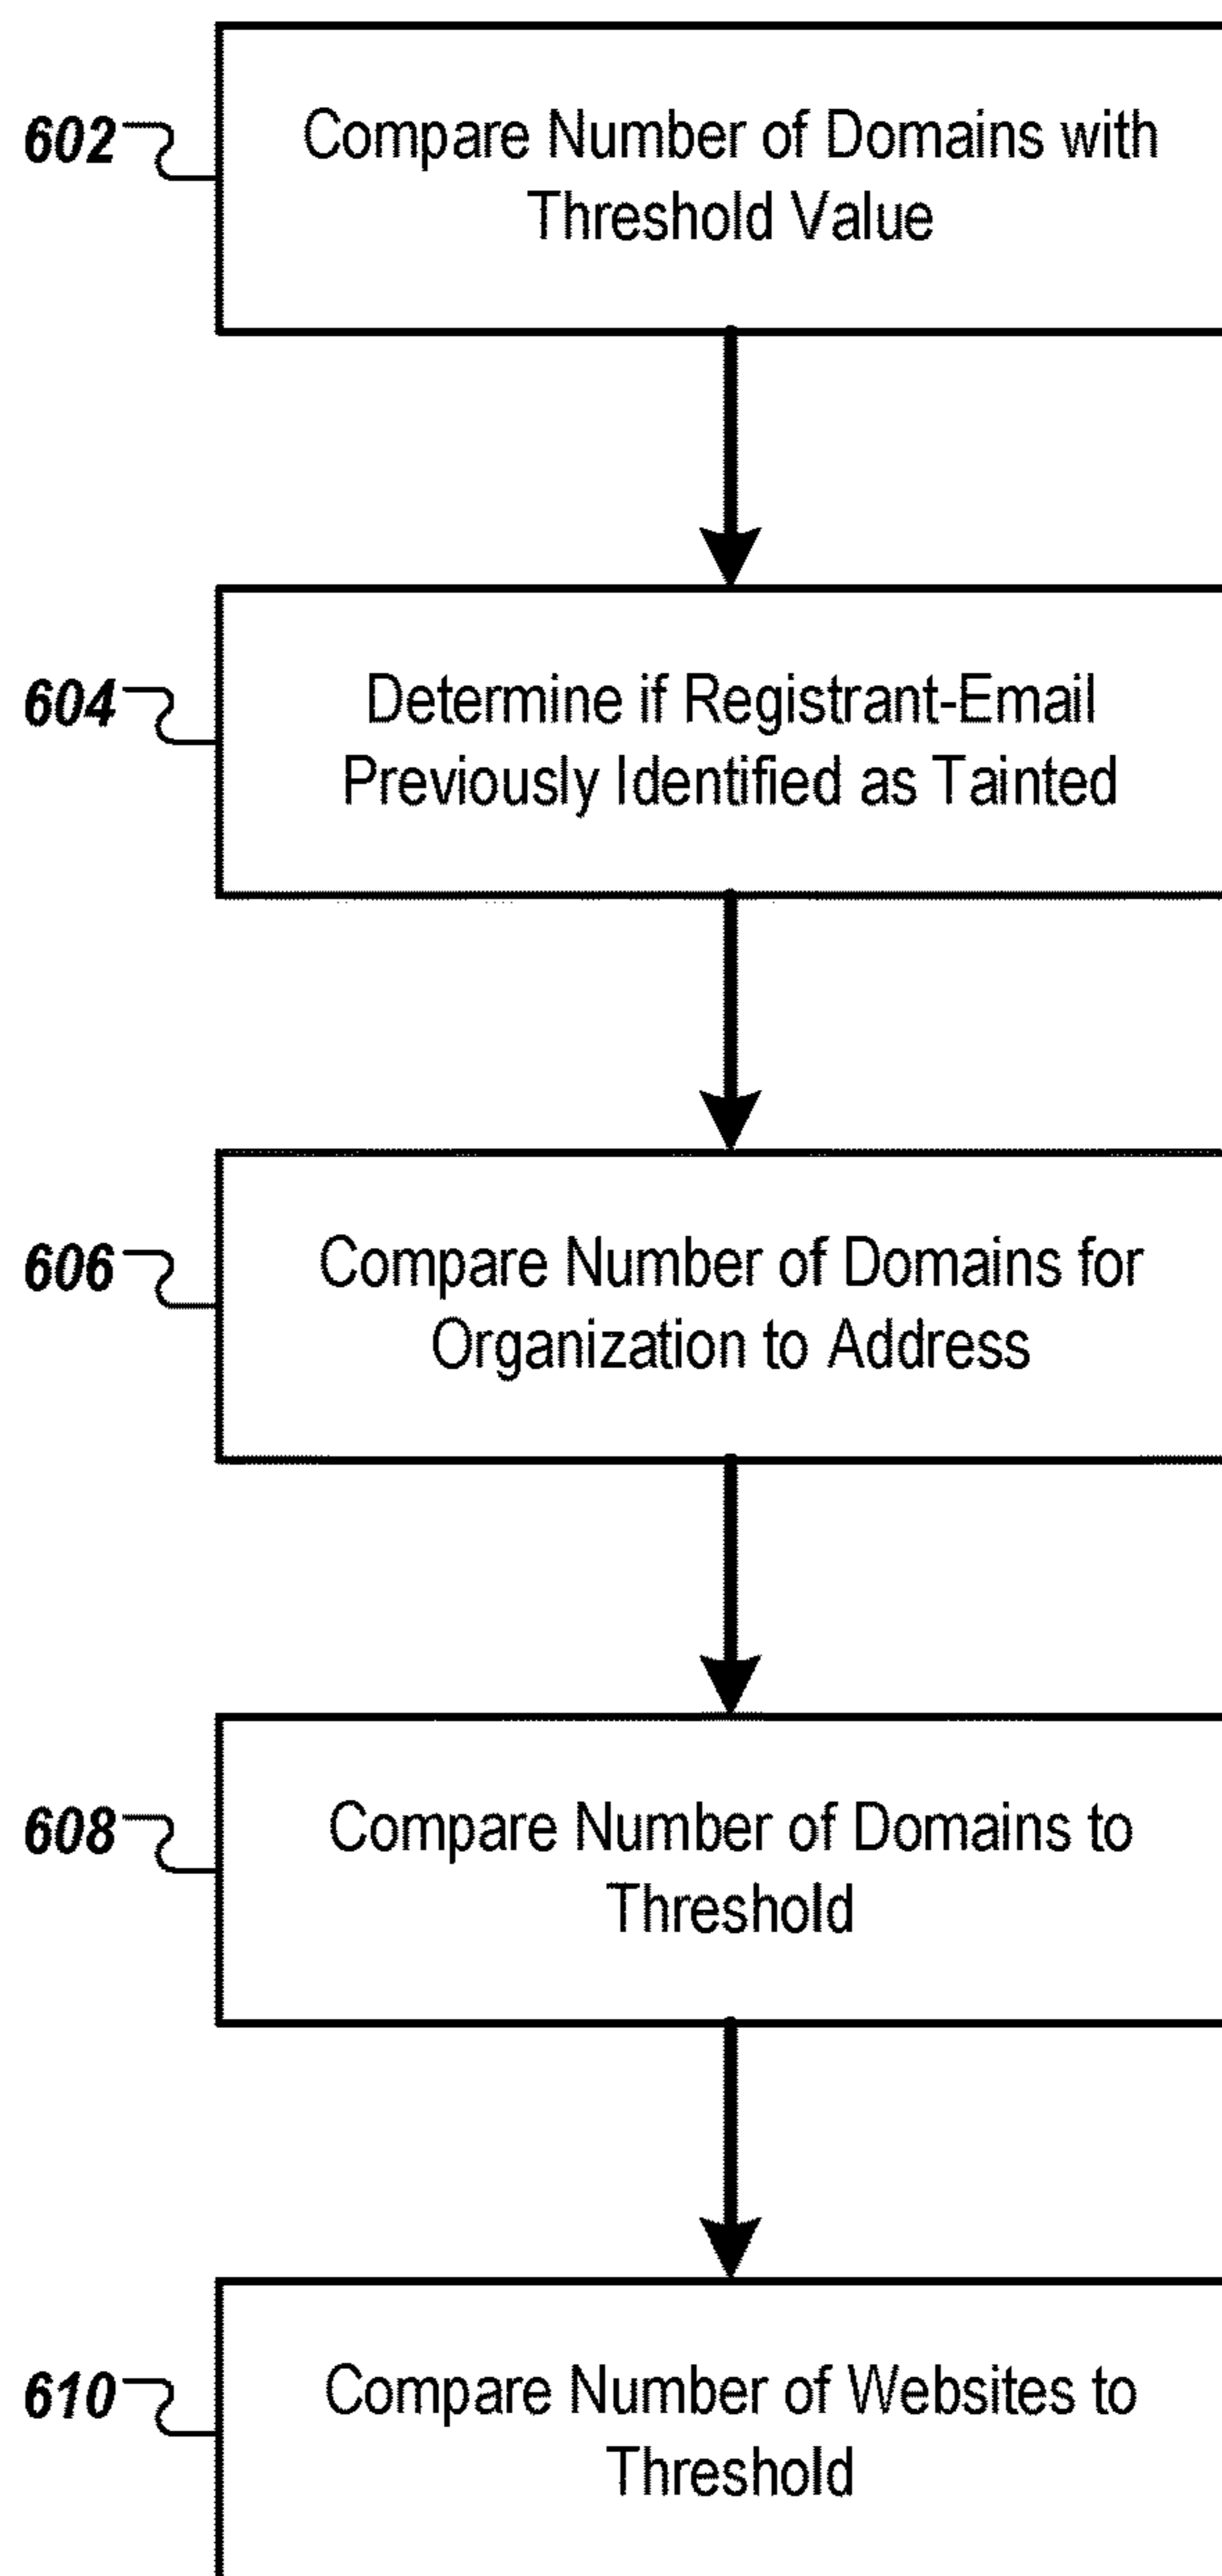 602
Compare Number of Domains with
Threshold Value
604
Determine if Registrant-Email
Previously Identified as Tainted
606
Compare Number of Domains for
Organization to Address
608
Compare Number of Domains to
Threshold
610
Compare Number of Websites to
Threshold